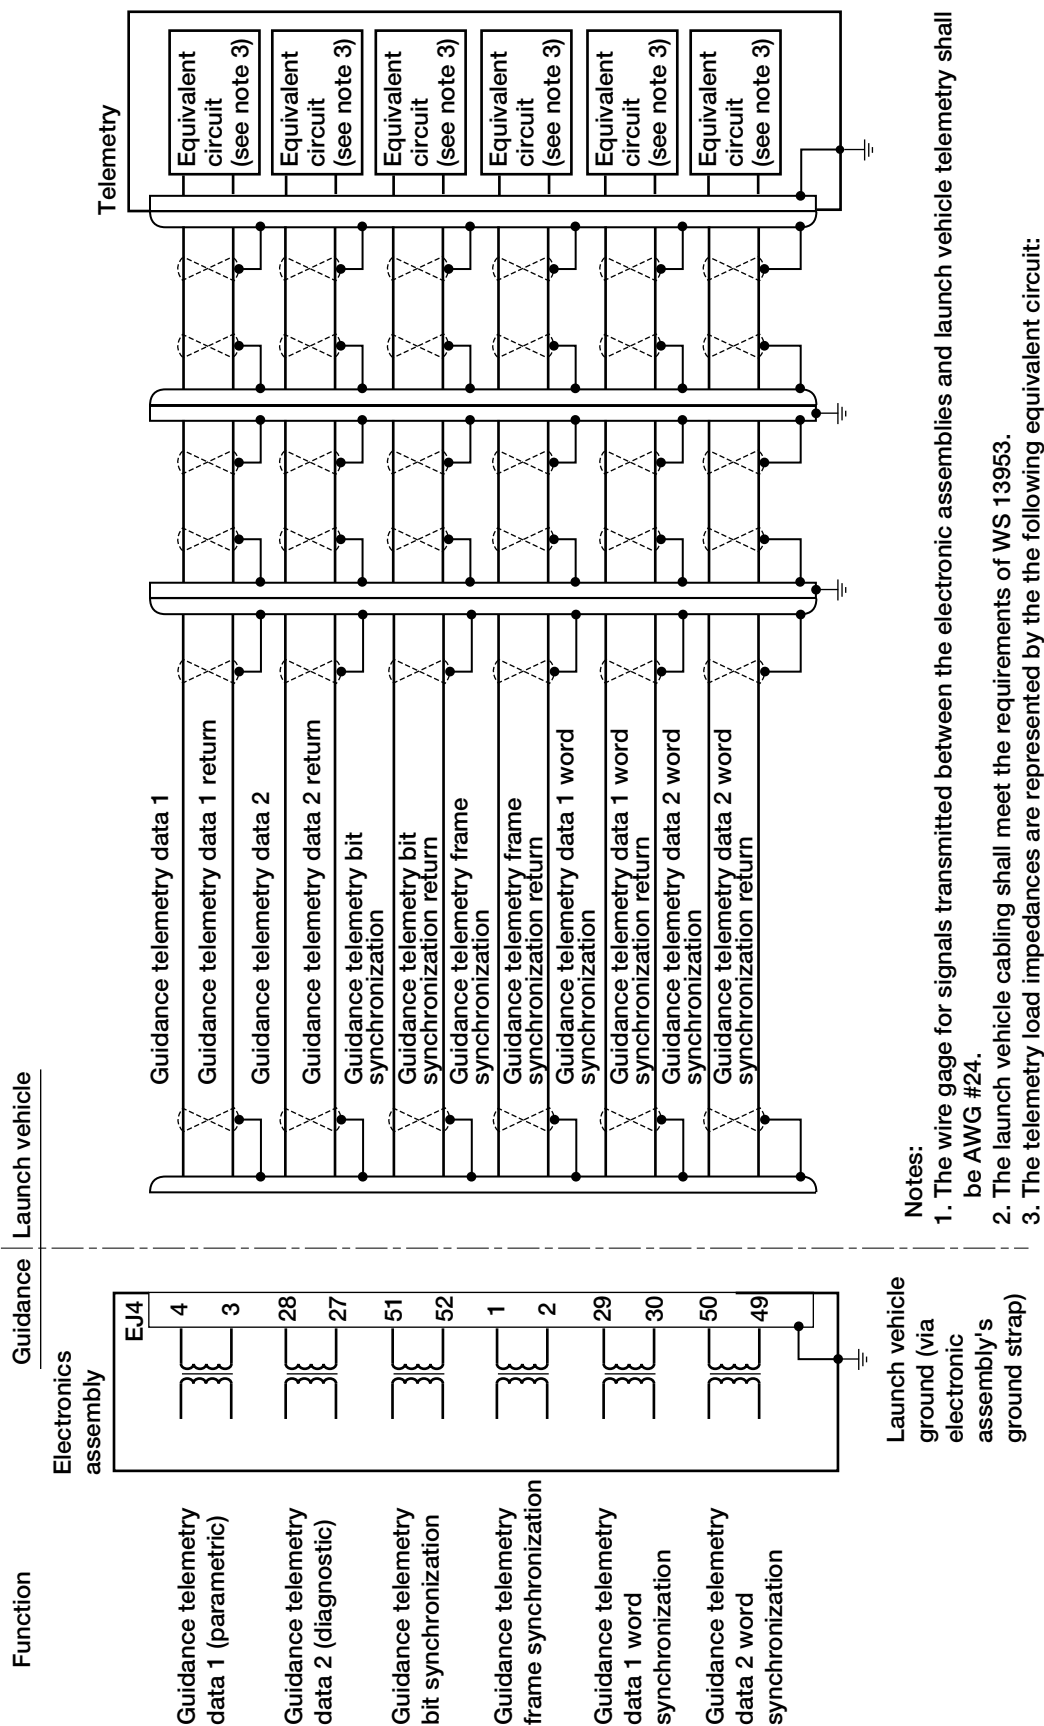 Function
Guidance
Launch vehicle
Electronics
assembly
Telemetry
EJ4
Guidance telemetry
data 1 (parametric)
4
3
Guidance telemetry data 1
Guidance telemetry data 1 return
Equivalent
circuit
(see note 3)
Guidance telemetry
data 2 (diagnostic)
28
27
Guidance telemetry data 2
Guidance telemetry data 2 return
Equivalent
circuit
(see note 3)
Guidance telemetry
bit synchronization
51
52
Guidance telemetry bit
synchronization
Guidance telemetry bit
synchronization return
Equivalent
circuit
(see note 3)
Guidance telemetry
frame synchronization
1
2
Guidance telemetry frame
synchronization
Guidance telemetry frame
synchronization return
Equivalent
circuit
(see note 3)
Guidance telemetry
data 1 word
synchronization
29
30
Guidance telemetry data 1 word
synchronization
Guidance telemetry data 1 word
synchronization return
Equivalent
circuit
(see note 3)
Guidance telemetry
data 2 word
synchronization
50
49
Guidance telemetry data 2 word
synchronization
Guidance telemetry data 2 word
synchronization return
Equivalent
circuit
(see note 3)
Launch vehicle
ground (via
electronic
assembly's
ground strap)
Notes:
1. The wire gage for signals transmitted between the electronic assemblies and launch vehicle telemetry shall
be AWG #24.
2. The launch vehicle cabling shall meet the requirements of WS 13953.
3. The telemetry load impedances are represented by the the following equivalent circuit: